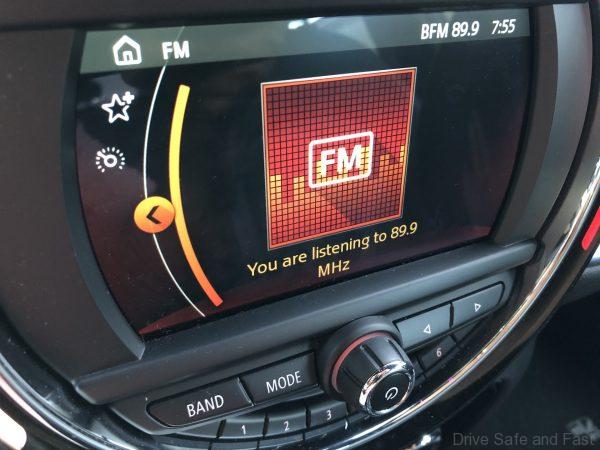 FM
BFM 89.9 7:55
FM
You are listening to 89.9
MHz
BAND
MODE
1 2 3 6
Drive Safe and Fast